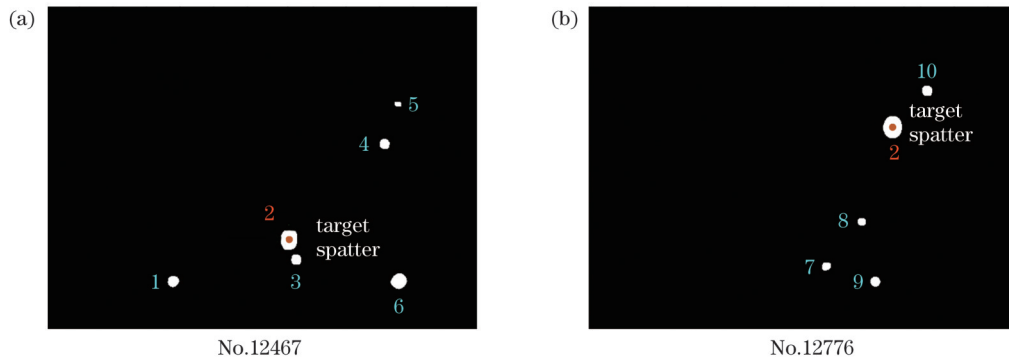 (a)
5
4
2
target
spatter
1
3
6
No.12467
(b)
10
target
spatter
2
8
7
9
No.12776